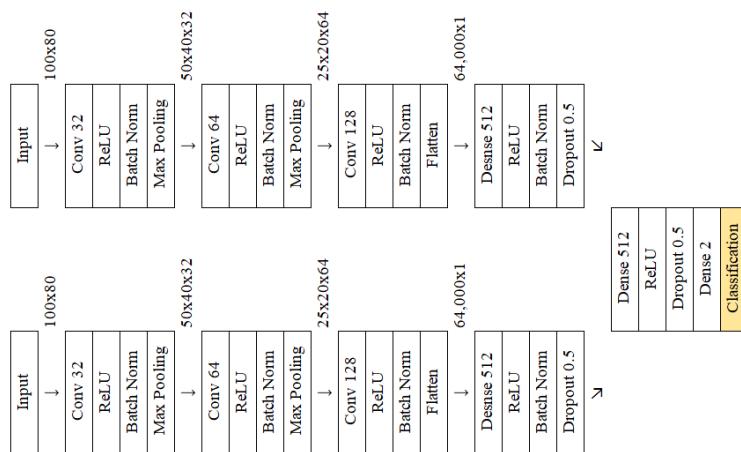 Input
100x80
Conv 32
ReLU
Batch Norm
Max Pooling
50x40x32
Conv 64
ReLU
Batch Norm
Max Pooling
25x20x64
Conv 128
ReLU
Batch Norm
Flatten
64,000x1
Desnse 512
ReLU
Batch Norm
Dropout 0.5
Input
100x80
Conv 32
ReLU
Batch Norm
Max Pooling
50x40x32
Conv 64
ReLU
Batch Norm
Max Pooling
25x20x64
Conv 128
ReLU
Batch Norm
Flatten
64,000x1
Desnse 512
ReLU
Batch Norm
Dropout 0.5
Dense 512
ReLU
Dropout 0.5
Dense 2
Classification